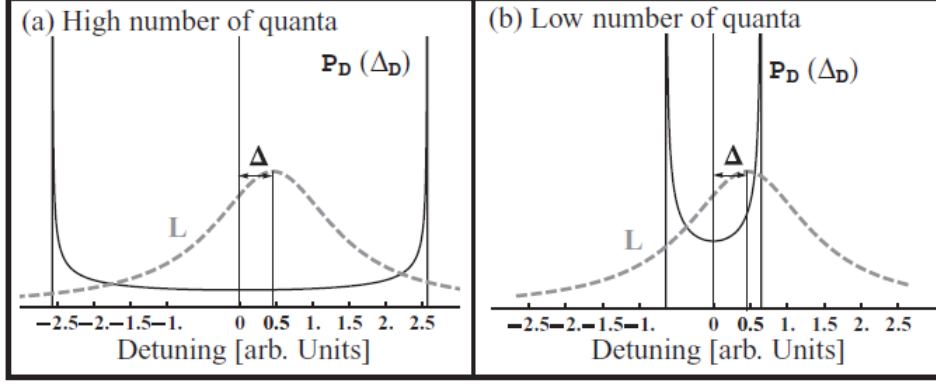 (a) High number of quanta
P_D (Δ_D)
Δ
L
−2.5−2.−1.5−1. 0 0.5 1. 1.5 2. 2.5
Detuning [arb. Units]
(b) Low number of quanta
P_D (Δ_D)
Δ
L
−2.5−2.−1.5−1. 0 0.5 1. 1.5 2. 2.5
Detuning [arb. Units]